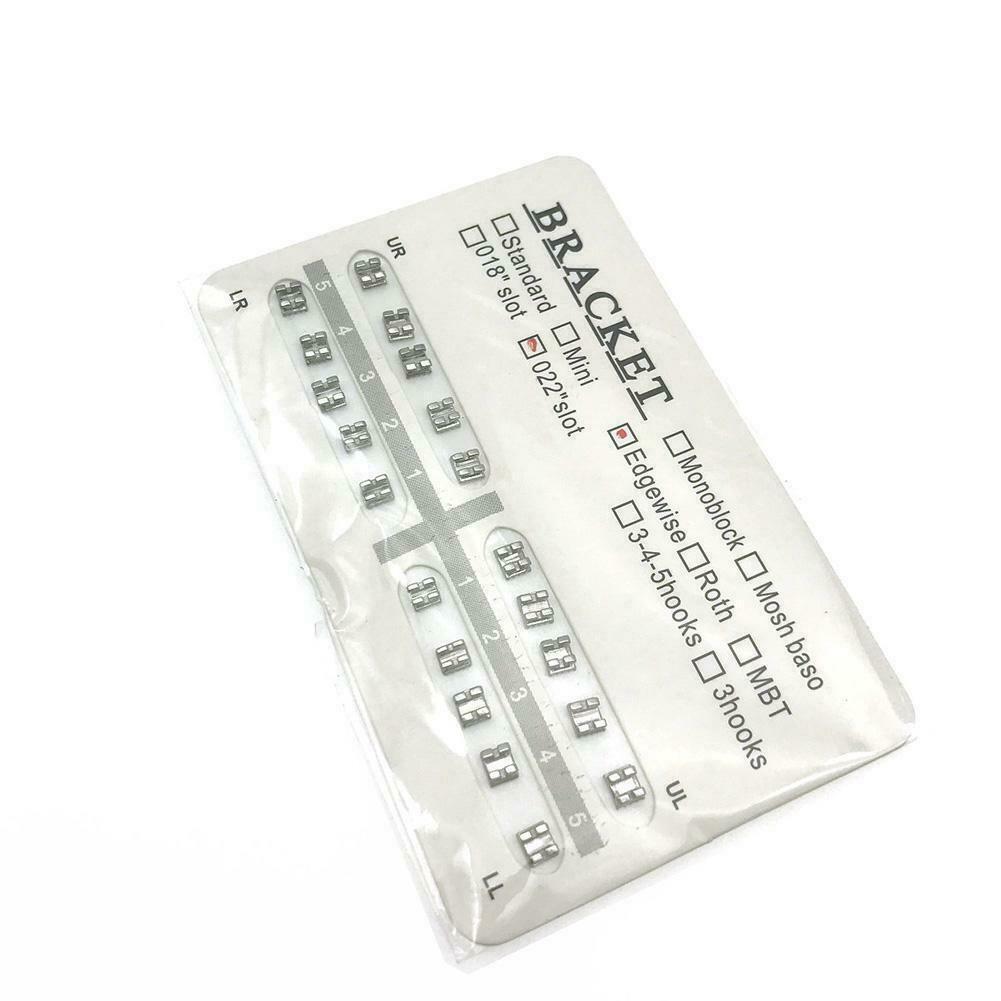 BRACKET
☐Standard ☐Mini ☐Monoblock ☐Mosh baso
☐018" slot ☑022"slot ☑Edgewise ☐Roth ☐MBT
☐3-4-5hooks ☐3hooks
UR UL
5 4 3 2 1 1 2 3 4 5
LR LL